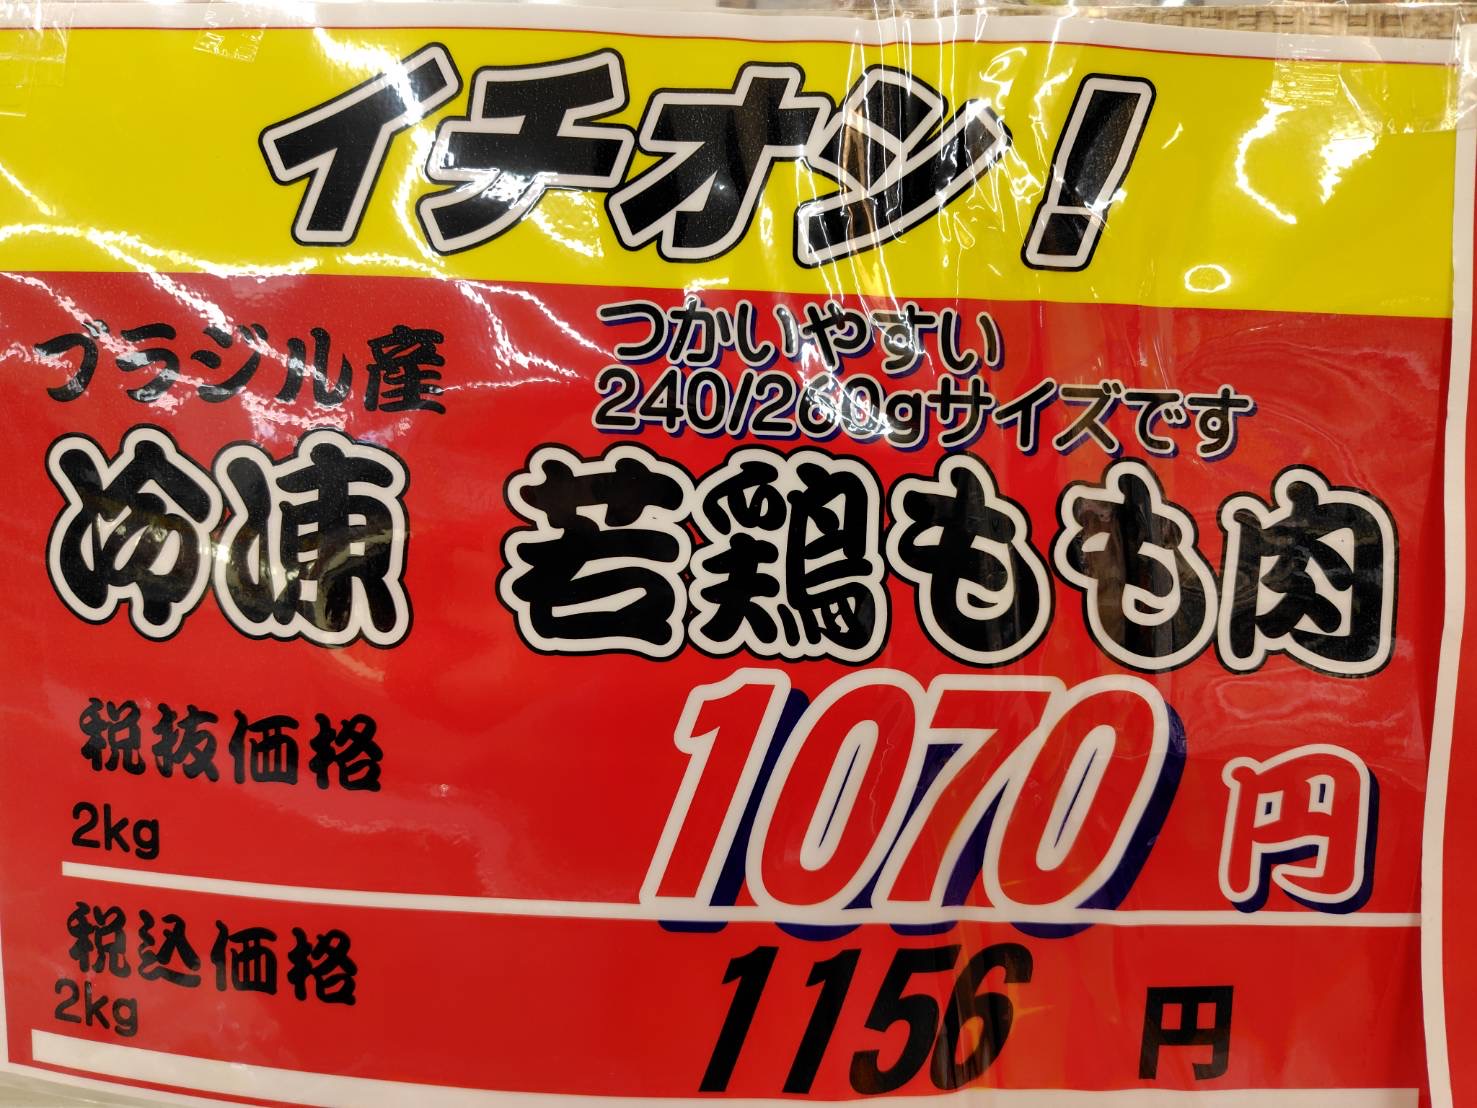 イチオシ!
ブラジル産
つかいやすい
240/260gサイズです
冷凍 若鶏もも肉
税抜価格
2kg
1070円
税込価格
2kg
1156円